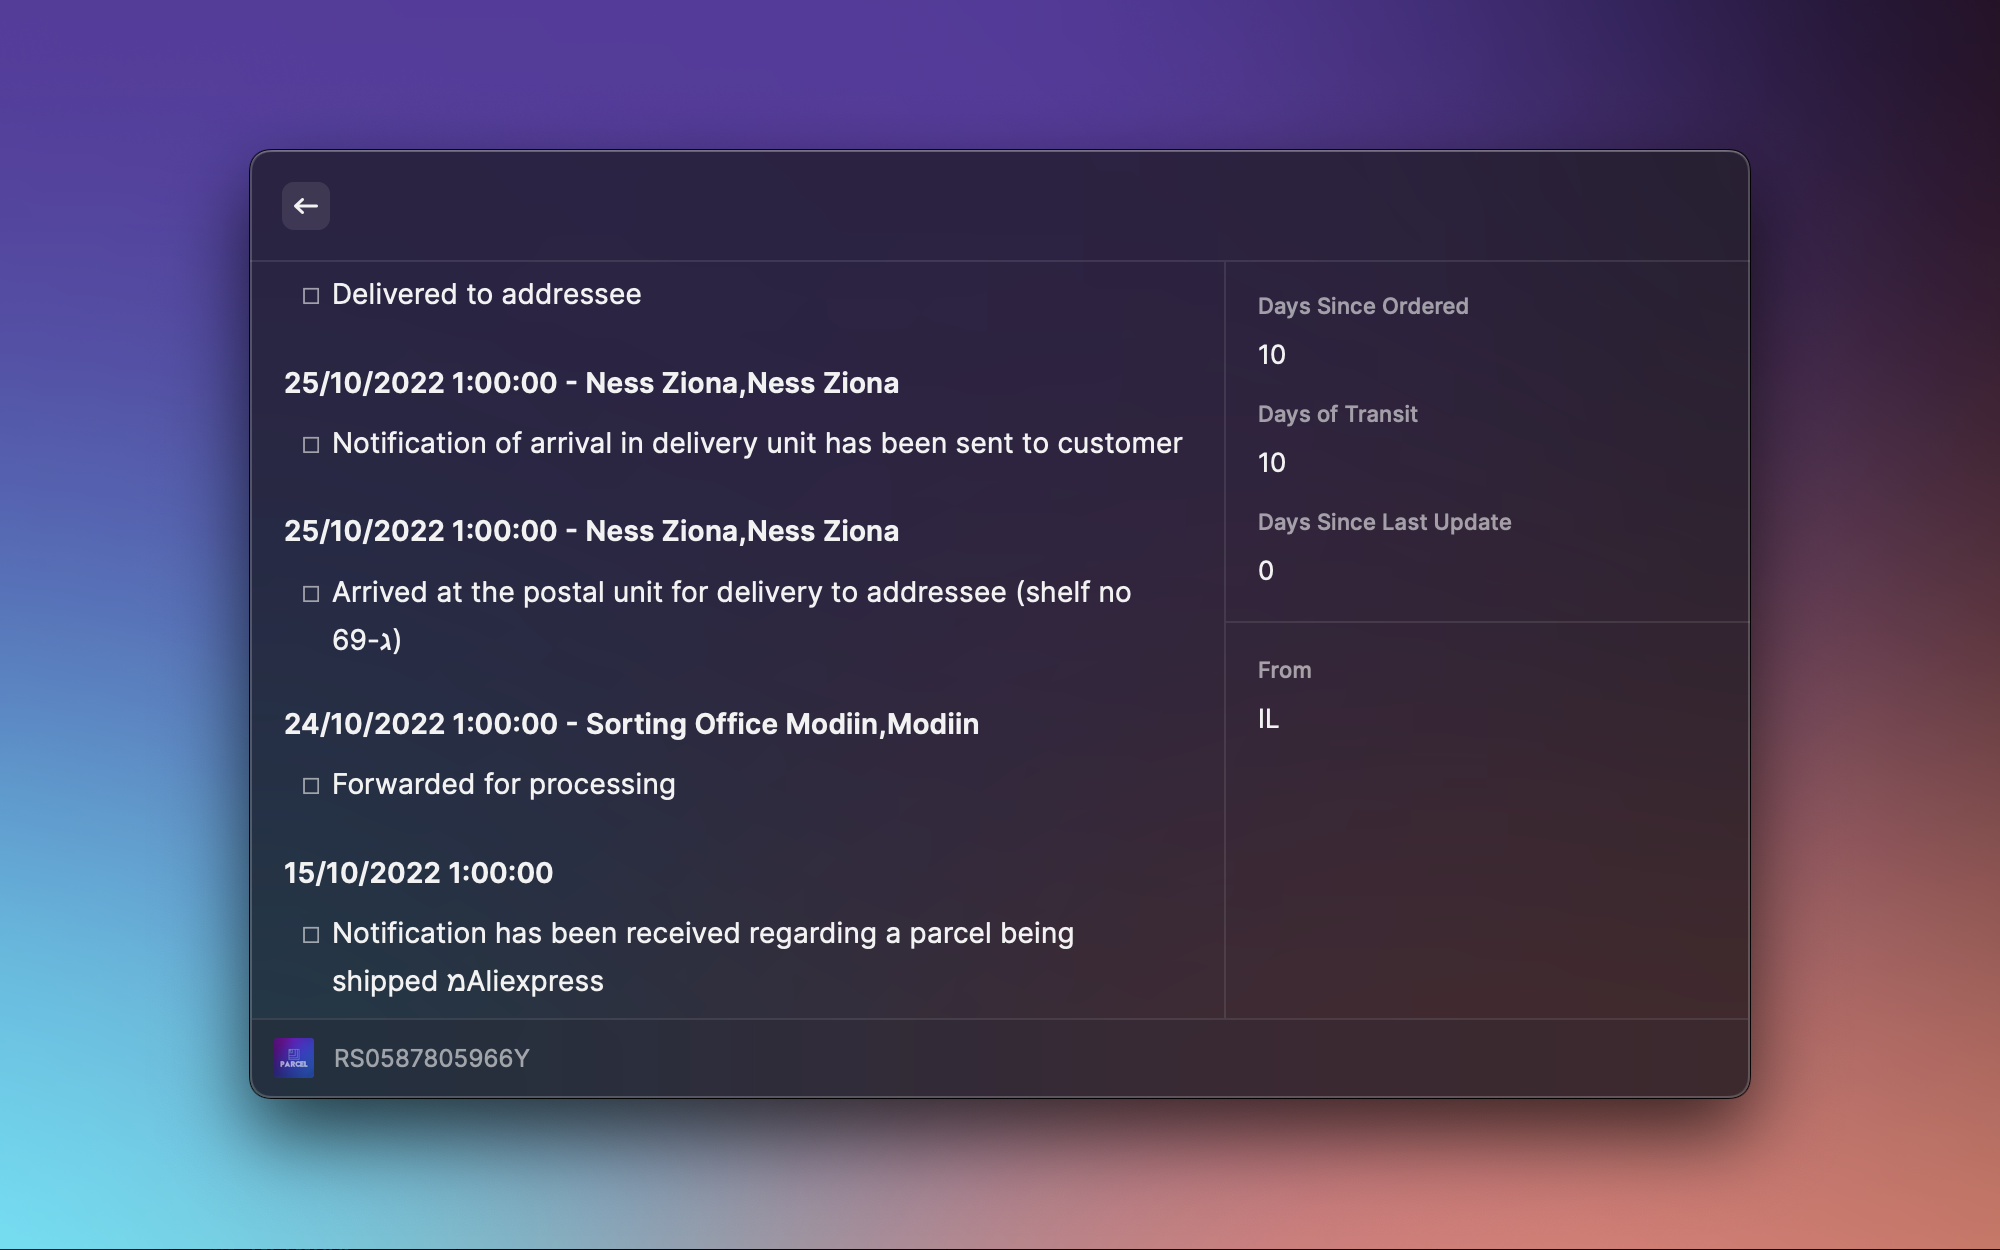 Delivered to addressee
25/10/2022 1:00:00 - Ness Ziona,Ness Ziona
Notification of arrival in delivery unit has been sent to customer
25/10/2022 1:00:00 - Ness Ziona,Ness Ziona
Arrived at the postal unit for delivery to addressee (shelf no
69-ג)
24/10/2022 1:00:00 - Sorting Office Modiin,Modiin
Forwarded for processing
15/10/2022 1:00:00
Notification has been received regarding a parcel being
shipped מAliexpress
Days Since Ordered
10
Days of Transit
10
Days Since Last Update
0
From
IL
PARCEL
RS0587805966Y